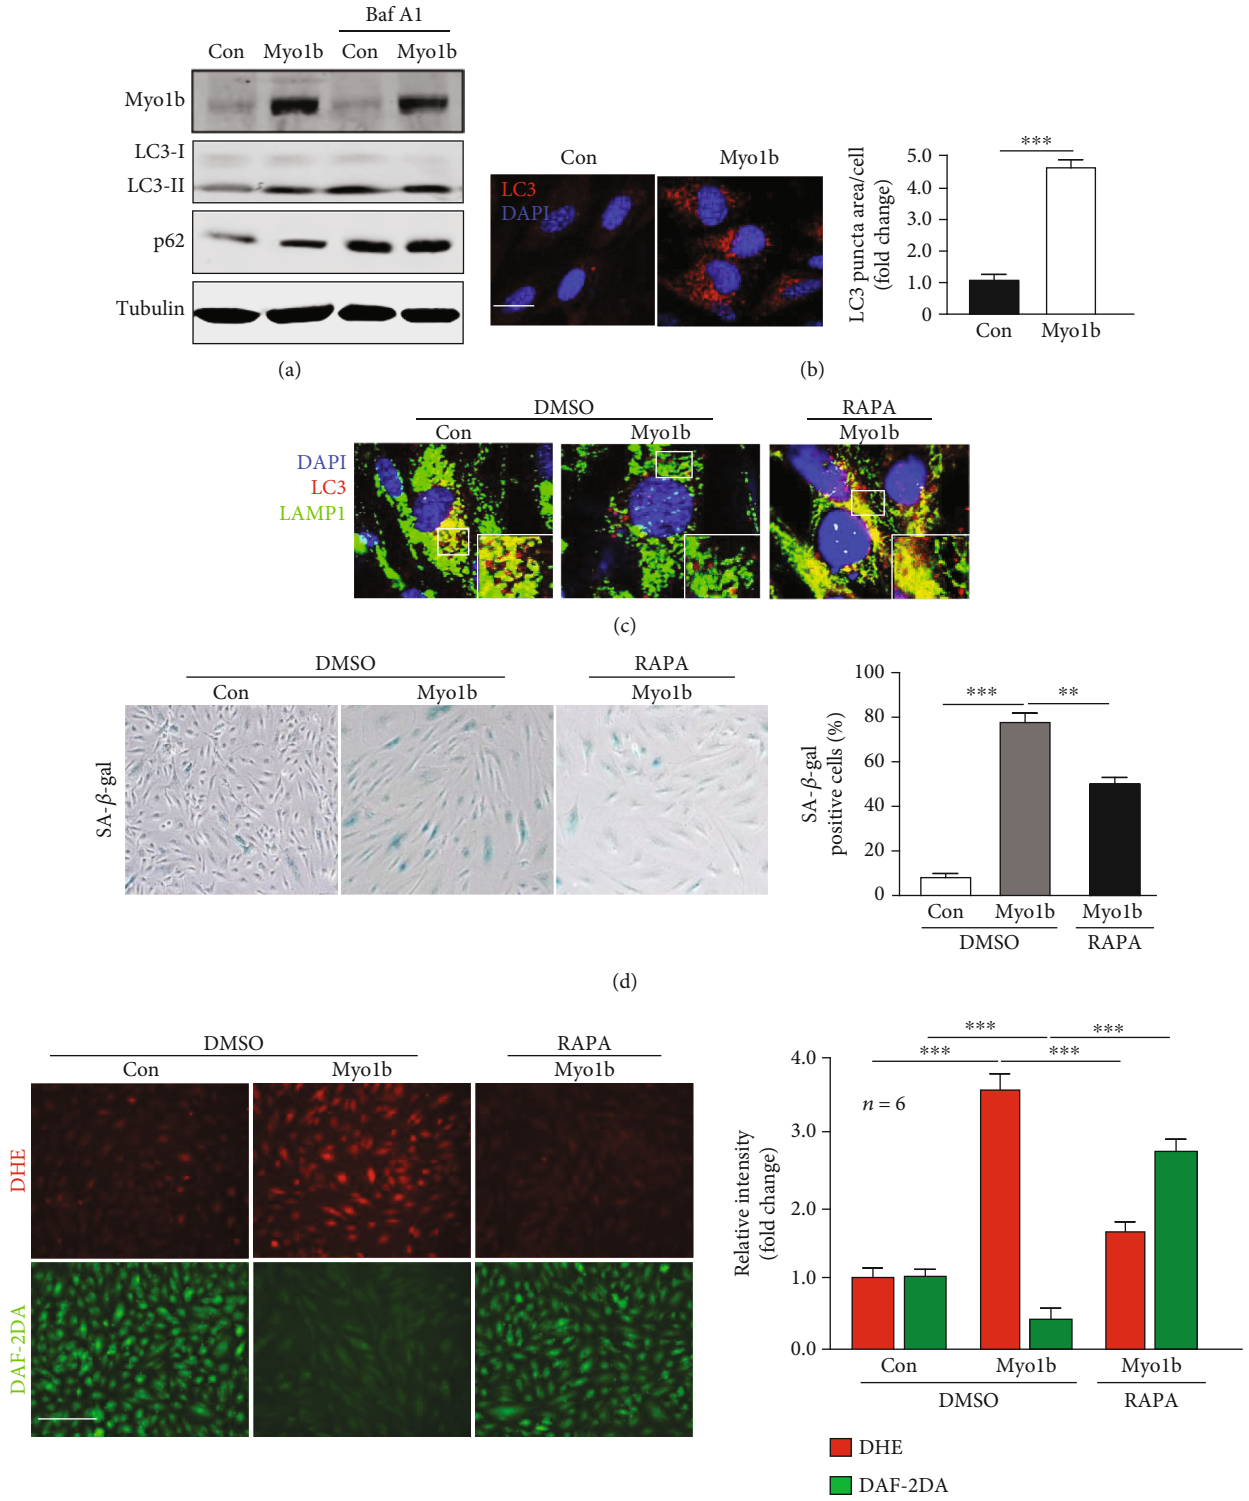 Baf A1
Con Myo1b Con Myo1b
Myo1b
LC3-I
LC3-II
p62
Tubulin
(a)
Con Myo1b
LC3
DAPI
LC3 puncta area/cell
(fold change)
5.0
4.0
3.0
2.0
1.0
0
***
Con Myo1b
(b)
DMSO RAPA
Con Myo1b Myo1b
DAPI
LC3
LAMP1
(c)
DMSO RAPA
Con Myo1b Myo1b
SA-β-gal
SA-β-gal
positive cells (%)
100
80
60
40
20
0
*** **
Con Myo1b Myo1b
DMSO RAPA
(d)
DMSO RAPA
Con Myo1b Myo1b
DHE
DAF-2DA
Relative intensity
(fold change)
4.0
3.0
2.0
1.0
0.0
*** ***
*** ***
n = 6
Con Myo1b Myo1b
DMSO RAPA
DHE
DAF-2DA